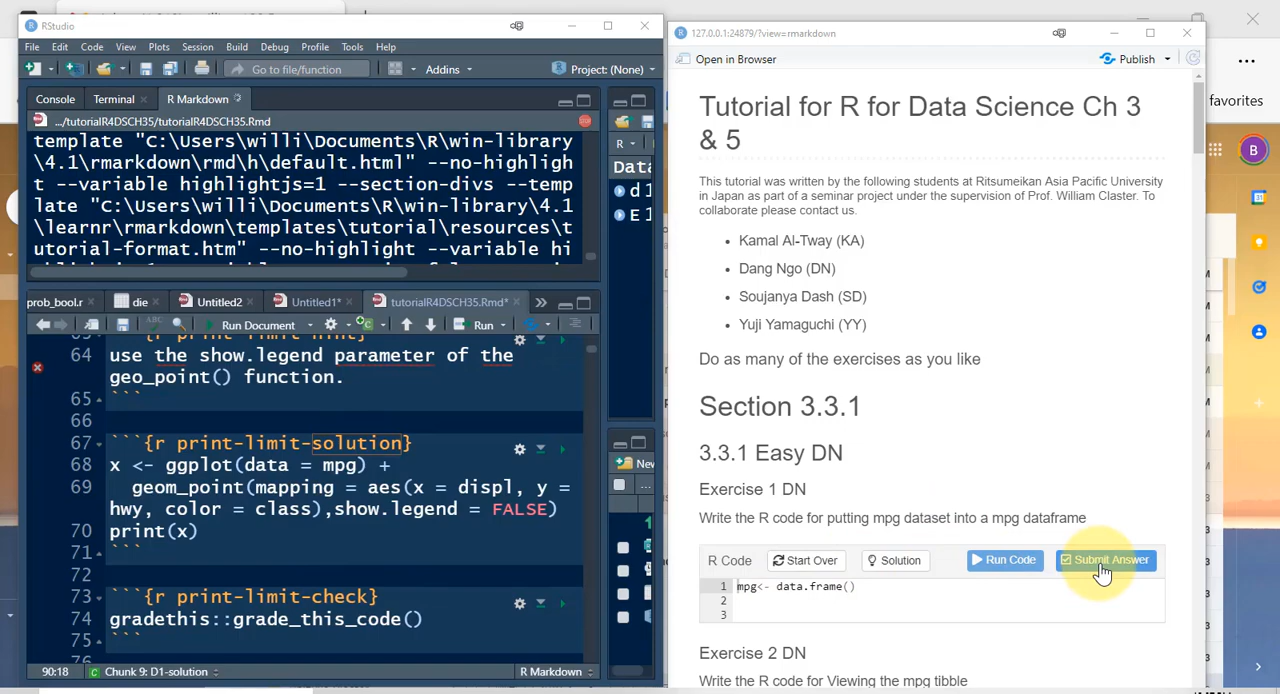 RStudio
File Edit Code View Plots Session Build Debug Profile Tools Help
Go to file/function
Addins
Project: (None)
Console Terminal R Markdown
.../tutorialR4DSCH35/tutorialR4DSCH35.Rmd
template "C:\Users\willi\Documents\R\win-library
\4.1\rmarkdown\rmd\h\default.html" --no-highligh
t --variable highlightjs=1 --section-divs --temp
late "C:\Users\willi\Documents\R\win-library\4.1
\learnr\rmarkdown\templates\tutorial\resources\t
utorial-format.htm" --no-highlight --variable hi
R
Data
d 1
E 1
prob_bool.r die Untitled2 Untitled1* tutorialR4DSCH35.Rmd*
Run Document Run
64 use the show.legend parameter of the
geo_point() function.
65 ```
66
67 ```{r print-limit-solution}
68 x <- ggplot(data = mpg) +
69 geom_point(mapping = aes(x = displ, y =
hwy, color = class),show.legend = FALSE)
70 print(x)
71 ```
72
73 ```{r print-limit-check}
74 gradethis::grade_this_code()
75 ```
76
New
90:18 Chunk 9: D1-solution R Markdown
127.0.0.1:24879/?view=rmarkdown
Open in Browser
Publish
Tutorial for R for Data Science Ch 3
& 5
This tutorial was written by the following students at Ritsumeikan Asia Pacific University
in Japan as part of a seminar project under the supervision of Prof. William Claster. To
collaborate please contact us.
• Kamal Al-Tway (KA)
• Dang Ngo (DN)
• Soujanya Dash (SD)
• Yuji Yamaguchi (YY)
Do as many of the exercises as you like
Section 3.3.1
3.3.1 Easy DN
Exercise 1 DN
Write the R code for putting mpg dataset into a mpg dataframe
R Code Start Over Solution Run Code Submit Answer
1 mpg<- data.frame()
2
3
Exercise 2 DN
Write the R code for Viewing the mpg tibble
favorites
B